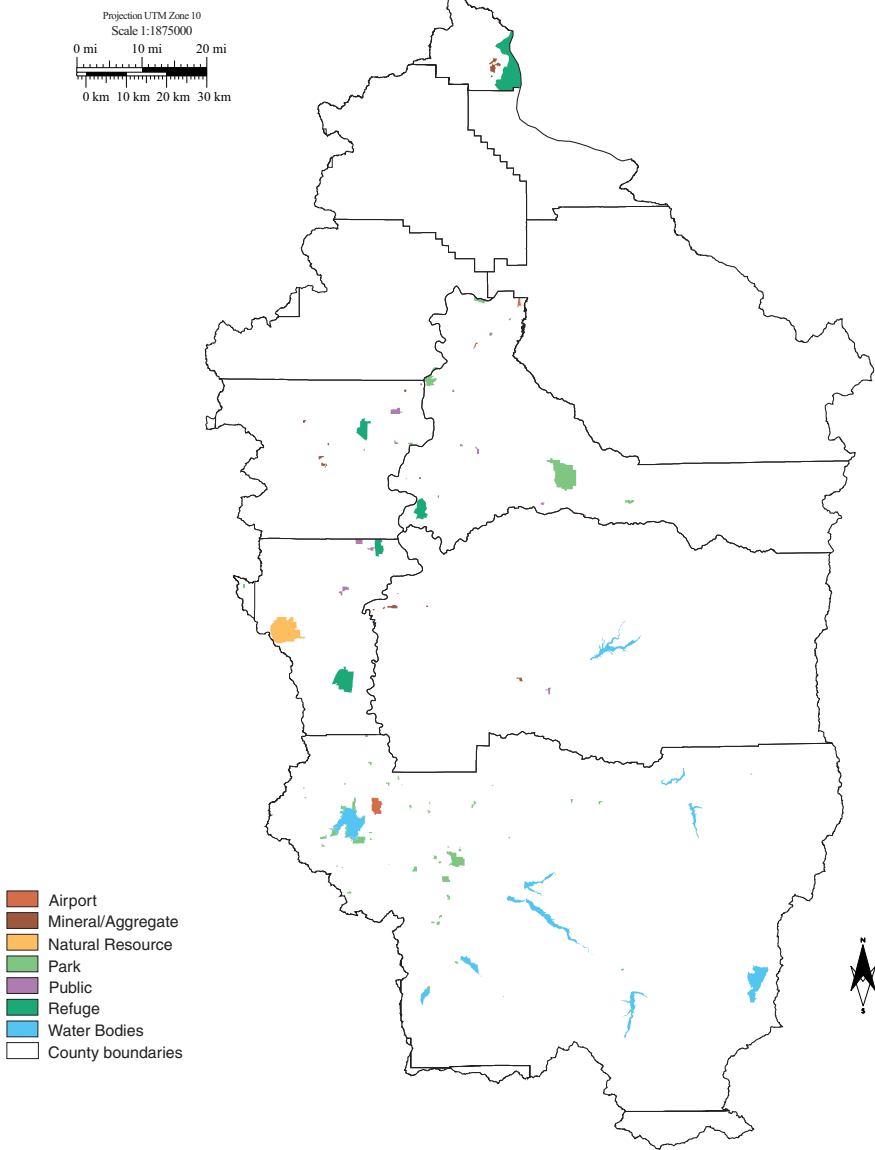 Projection UTM Zone 10
Scale 1:1875000
0 mi 10 mi 20 mi
0 km 10 km 20 km 30 km
Airport
Mineral/Aggregate
Natural Resource
Park
Public
Refuge
Water Bodies
County boundaries
N
S